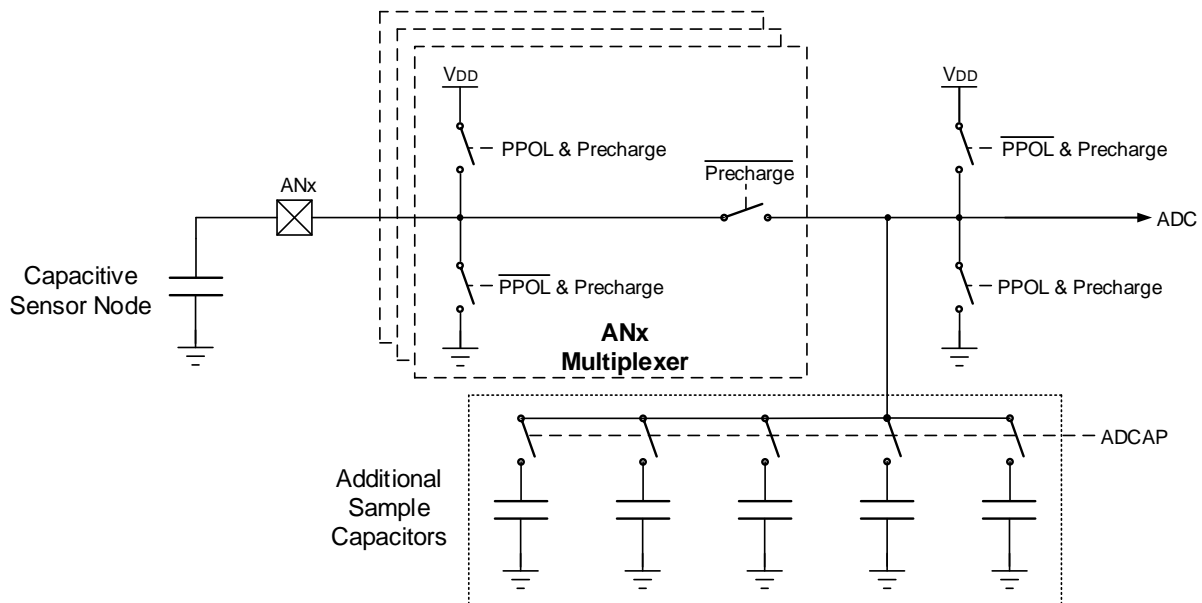 VDD
VDD
PPOL & Precharge
PPOL & Precharge
Precharge
ANx
ADC
Capacitive
Sensor Node
PPOL & Precharge
PPOL & Precharge
ANx
Multiplexer
ADCAP
Additional
Sample
Capacitors